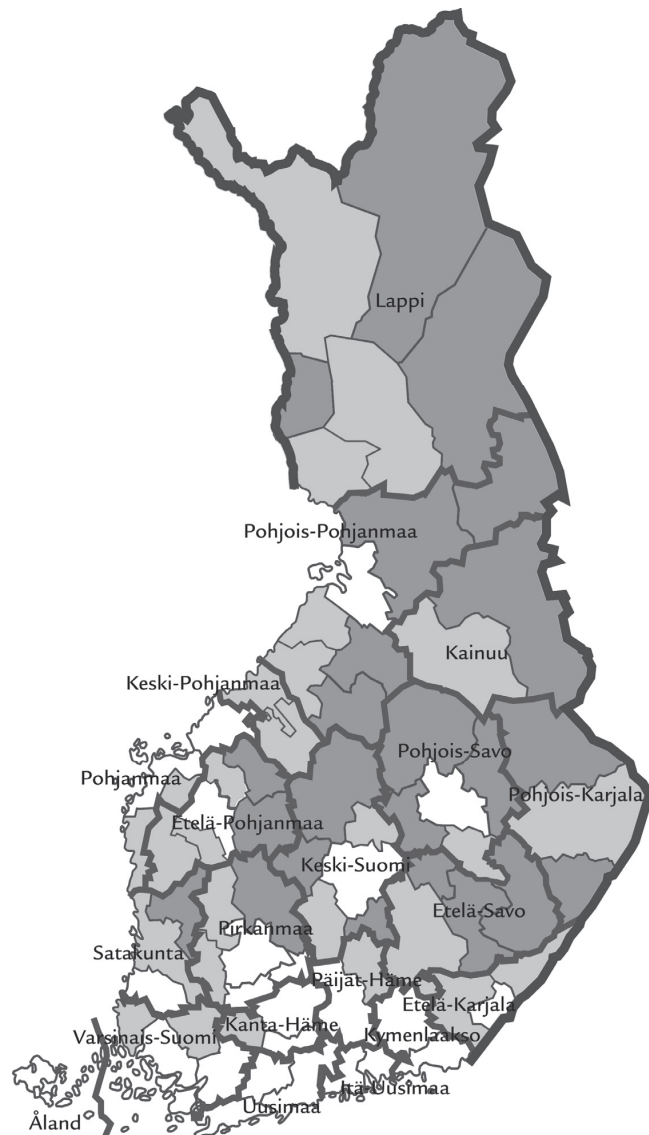 Lappi
Pohjois-Pohjanmaa
Kainuu
Keski-Pohjanmaa
Pohjois-Savo
Pohjanmaa
Pohjois-Karjala
Etelä-Pohjanmaa
Keski-Suomi
Etelä-Savo
Pirkanmaa
Satakunta
Päijät-Häme
Etelä-Karjala
Kanta-Häme
Varsinais-Suomi
Kymenlaakso
Itä-Uusimaa
Uusimaa
Åland